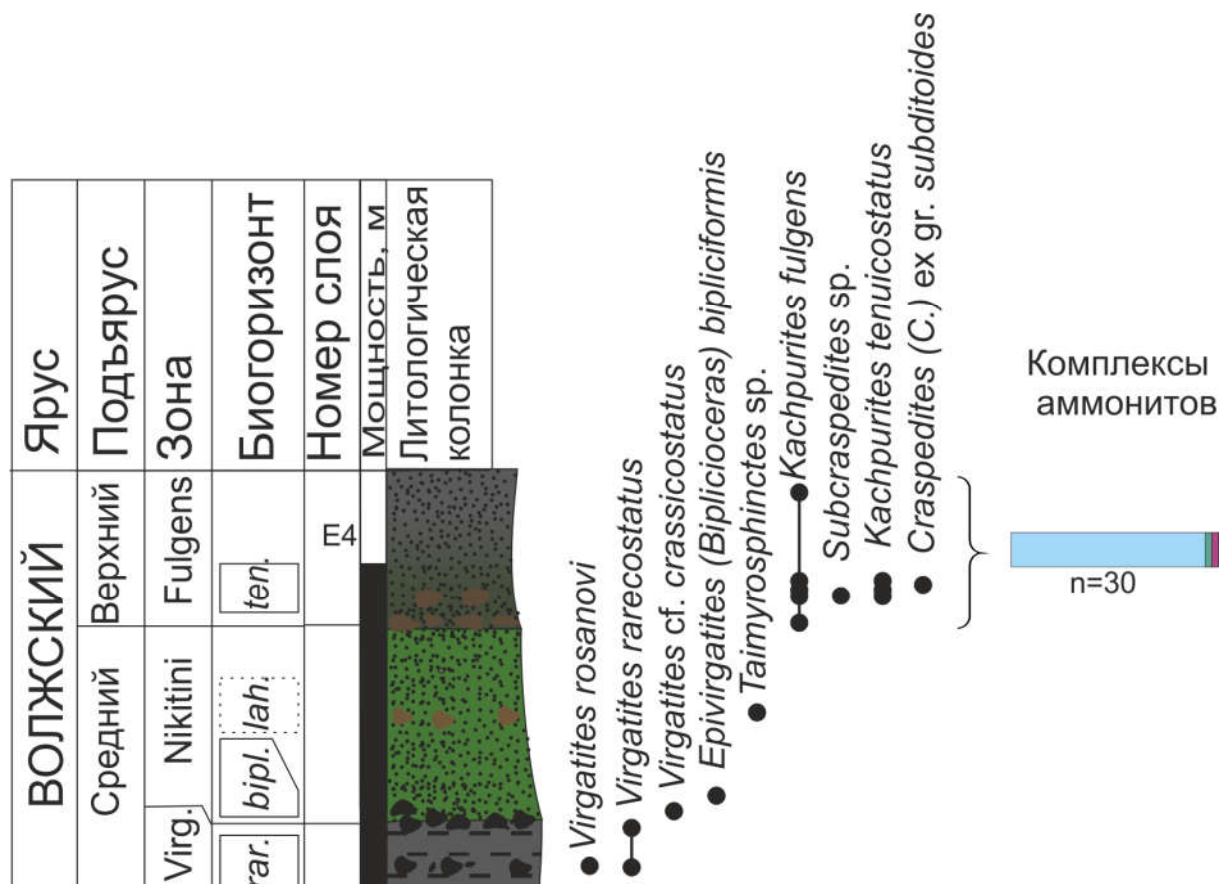 Ярус
Подъярус
Зона
Биогоризонт
Номер слоя
Мощность, м
Литологическая
колонка
ВОЛЖСКИЙ
Верхний
Средний
Fulgens
Nikitini
Virg.
ten.
lah.
bipl.
rar.
E4
Virgatites rosanovi
Virgatites rarecostatus
Virgatites cf. crassicostatus
Epivirgatites (Biplicioceras) bipliciformis
Taimyrosphinctes sp.
Kachpurites fulgens
Subcraspedites sp.
Kachpurites tenuicostatus
Craspedites (C.) ex gr. subditoides
Комплексы
аммонитов
n=30